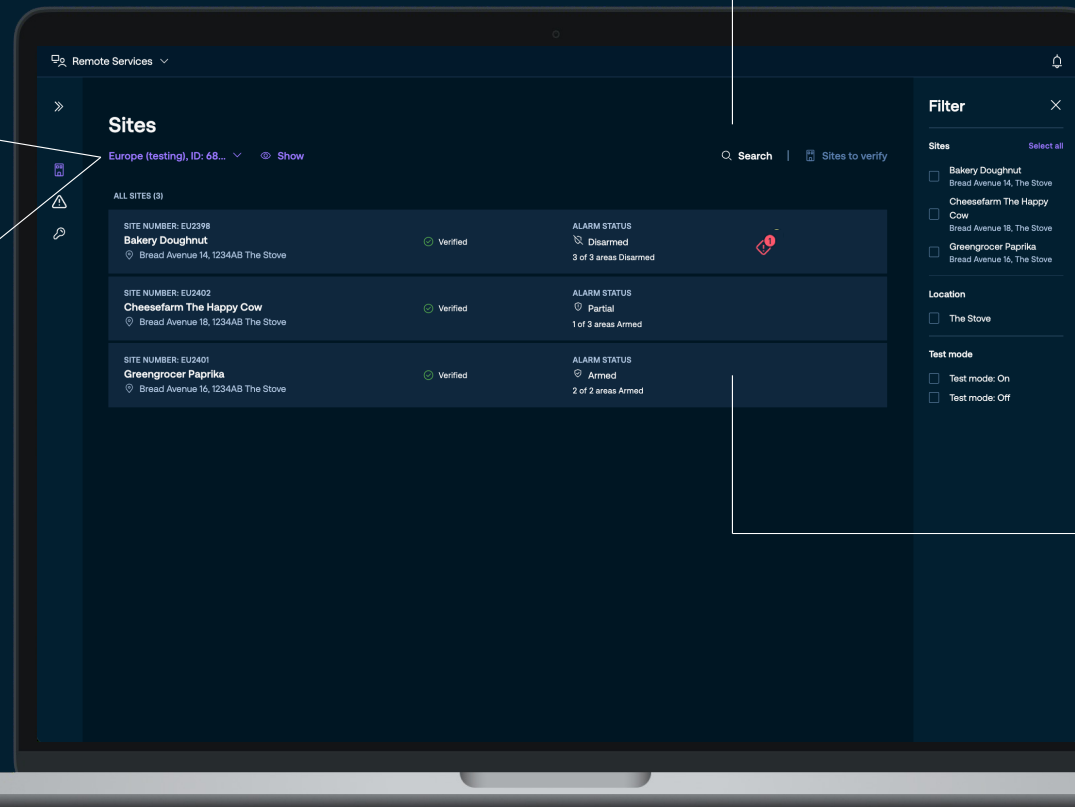 Remote Services
Sites
Europe (testing), ID: 68... Show
Search | Sites to verify
ALL SITES (3)
SITE NUMBER: EU2398
Bakery Doughnut
Bread Avenue 14, 1234AB The Stove
Verified
ALARM STATUS
Disarmed
3 of 3 areas Disarmed
1
SITE NUMBER: EU2402
Cheesefarm The Happy Cow
Bread Avenue 18, 1234AB The Stove
Verified
ALARM STATUS
Partial
1 of 3 areas Armed
SITE NUMBER: EU2401
Greengrocer Paprika
Bread Avenue 16, 1234AB The Stove
Verified
ALARM STATUS
Armed
2 of 2 areas Armed
Filter
Sites Select all
Bakery Doughnut
Bread Avenue 14, The Stove
Cheesefarm The Happy
Cow
Bread Avenue 18, The Stove
Greengrocer Paprika
Bread Avenue 16, The Stove
Location
The Stove
Test mode
Test mode: On
Test mode: Off